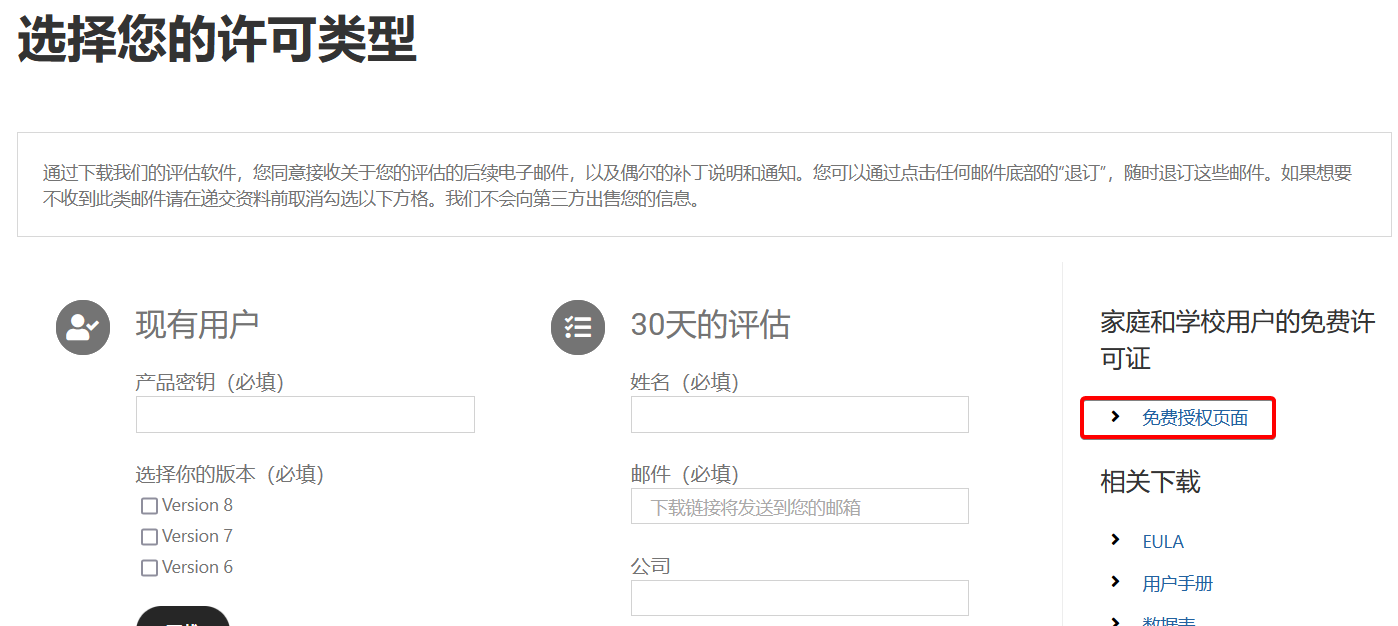 选择您的许可类型
通过下载我们的评估软件，您同意接收关于您的评估的后续电子邮件，以及偶尔的补丁说明和通知。您可以通过点击任何邮件底部的“退订”，随时退订这些邮件。如果想要
不收到此类邮件请在递交资料前取消勾选以下方格。我们不会向第三方出售您的信息。
现有用户
产品密钥（必填）
选择你的版本（必填）
Version 8
Version 7
Version 6
30天的评估
姓名（必填）
邮件（必填）
下载链接将发送到您的邮箱
公司
家庭和学校用户的免费许
可证
免费授权页面
相关下载
EULA
用户手册
数据表